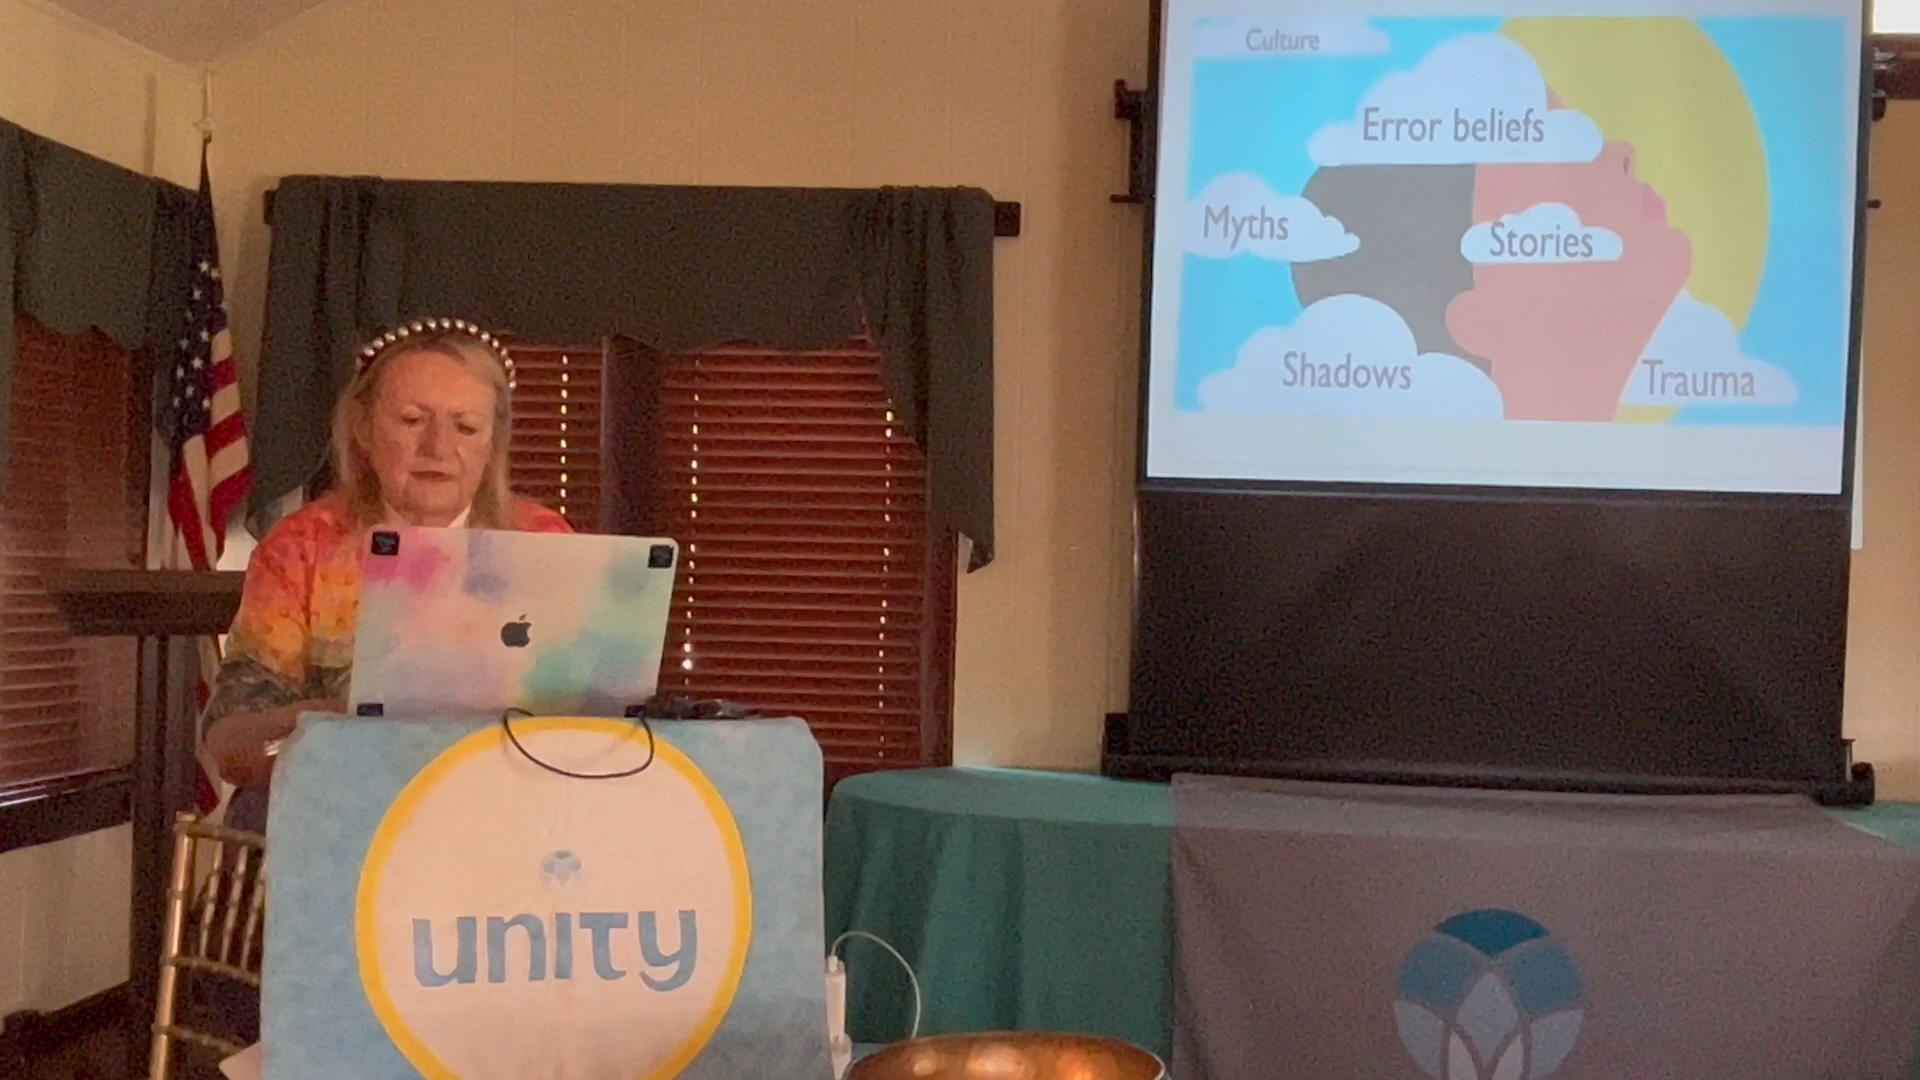 Culture
Error beliefs
Myths
Stories
Shadows
Trauma
unity